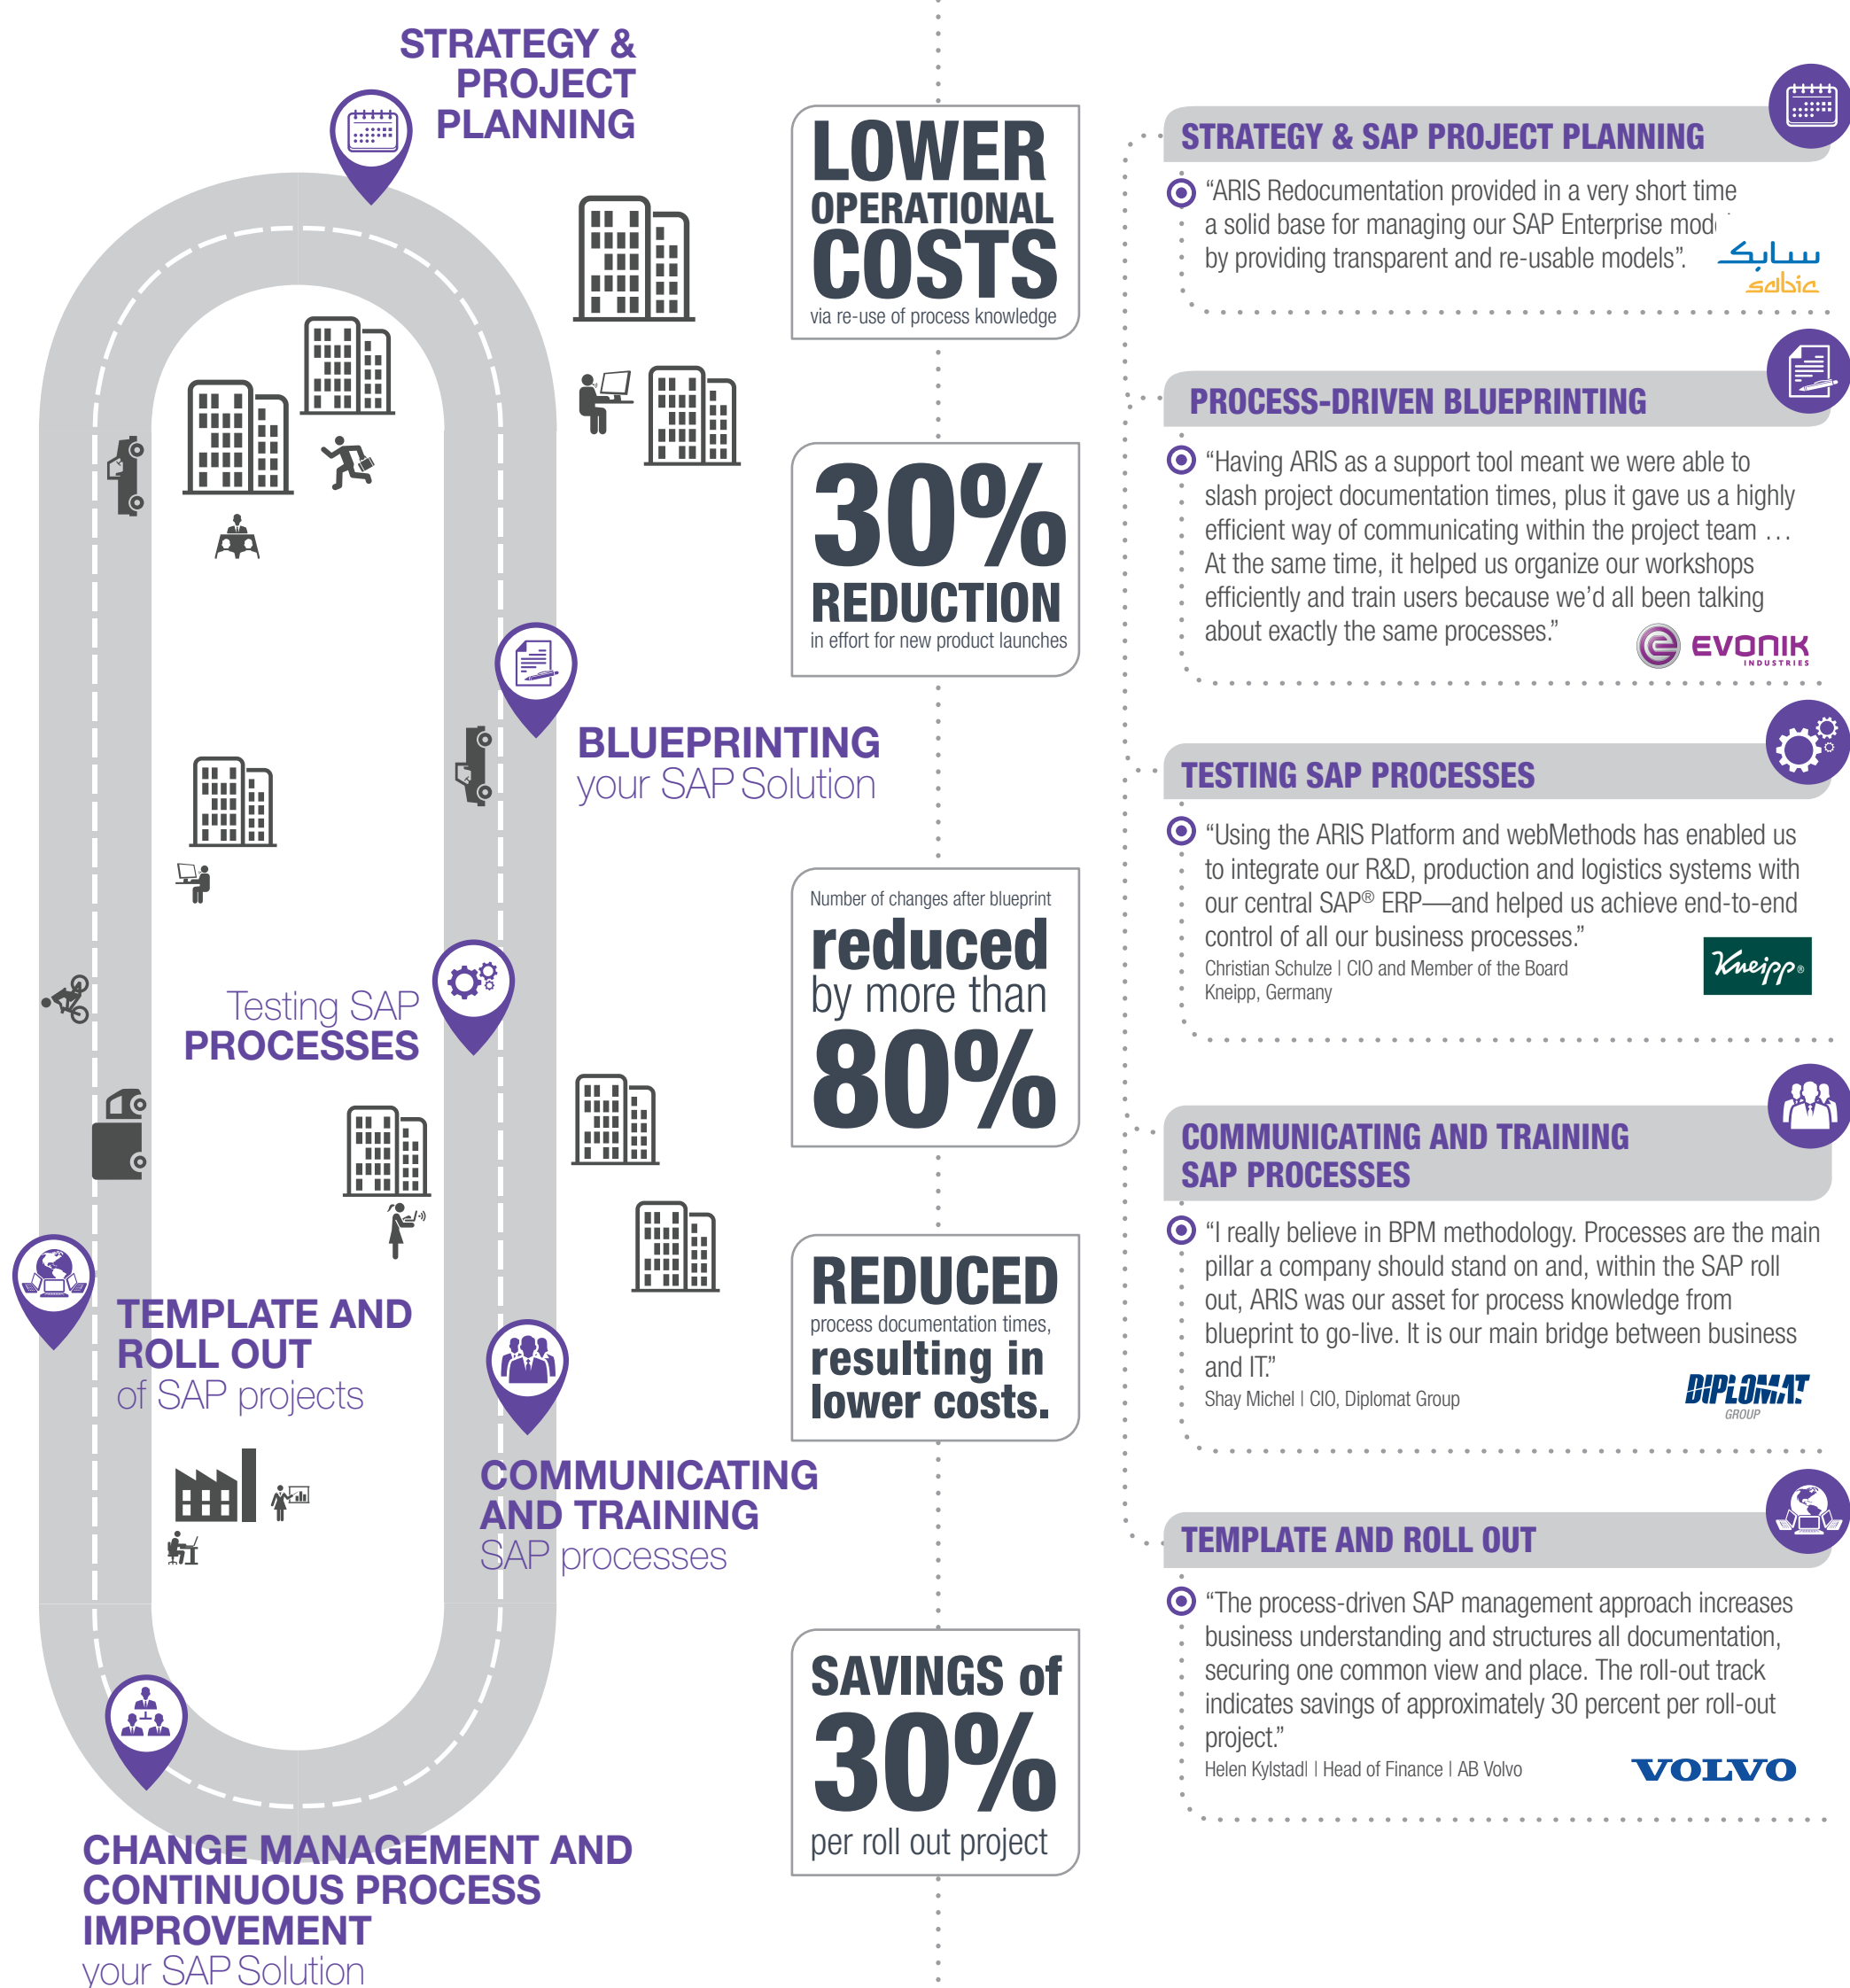 STRATEGY &
PROJECT
PLANNING
BLUEPRINTING
your SAP Solution
Testing SAP
PROCESSES
TEMPLATE AND
ROLL OUT
of SAP projects
COMMUNICATING
AND TRAINING
SAP processes
CHANGE MANAGEMENT AND
CONTINUOUS PROCESS
IMPROVEMENT
your SAP Solution
LOWER
OPERATIONAL
COSTS
via re-use of process knowledge
30%
REDUCTION
in effort for new product launches
Number of changes after blueprint
reduced
by more than
80%
REDUCED
process documentation times,
resulting in
lower costs.
SAVINGS of
30%
per roll out project
STRATEGY & SAP PROJECT PLANNING
“ARIS Redocumentation provided in a very short time
a solid base for managing our SAP Enterprise
by providing transparent and re-usable models”.
سابك
sabic
PROCESS-DRIVEN BLUEPRINTING
“Having ARIS as a support tool meant we were able to
slash project documentation times, plus it gave us a highly
efficient way of communicating within the project team …
At the same time, it helped us organize our workshops
efficiently and train users because we’d all been talking
about exactly the same processes.”
EVONIK
INDUSTRIES
TESTING SAP PROCESSES
“Using the ARIS Platform and webMethods has enabled us
to integrate our R&D, production and logistics systems with
our central SAP® ERP—and helped us achieve end-to-end
control of all our business processes.”
Christian Schulze | CIO and Member of the Board
Kneipp, Germany
Kneipp®
COMMUNICATING AND TRAINING
SAP PROCESSES
“I really believe in BPM methodology. Processes are the main
pillar a company should stand on and, within the SAP roll
out, ARIS was our asset for process knowledge from
blueprint to go-live. It is our main bridge between business
and IT.”
Shay Michel | CIO, Diplomat Group
DIPLOMAT
GROUP
TEMPLATE AND ROLL OUT
“The process-driven SAP management approach increases
business understanding and structures all documentation,
securing one common view and place. The roll-out track
indicates savings of approximately 30 percent per roll-out
project.”
Helen Kylstadl | Head of Finance | AB Volvo
VOLVO